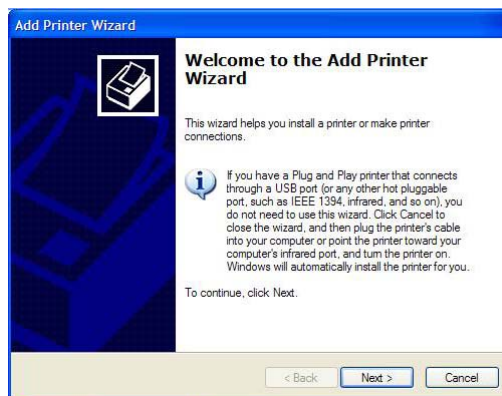 Add Printer Wizard
Welcome to the Add Printer
Wizard
This wizard helps you install a printer or make printer
connections.
If you have a Plug and Play printer that connects
through a USB port (or any other hot pluggable
port, such as IEEE 1394, infrared, and so on), you
do not need to use this wizard. Click Cancel to
close the wizard, and then plug the printer's cable
into your computer or point the printer toward your
computer's infrared port, and turn the printer on.
Windows will automatically install the printer for you.
To continue, click Next.
< Back
Next >
Cancel